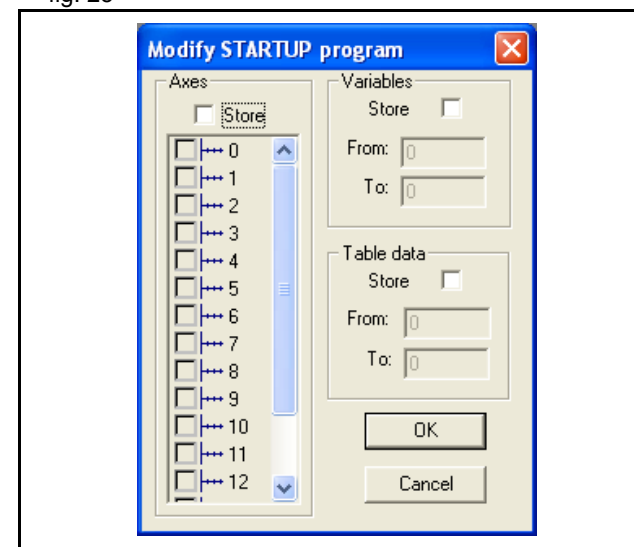 Modify STARTUP program
Axes
Store
0
1
2
3
4
5
6
7
8
9
10
11
12
Variables
Store
From: 0
To: 0
Table data
Store
From: 0
To: 0
OK
Cancel